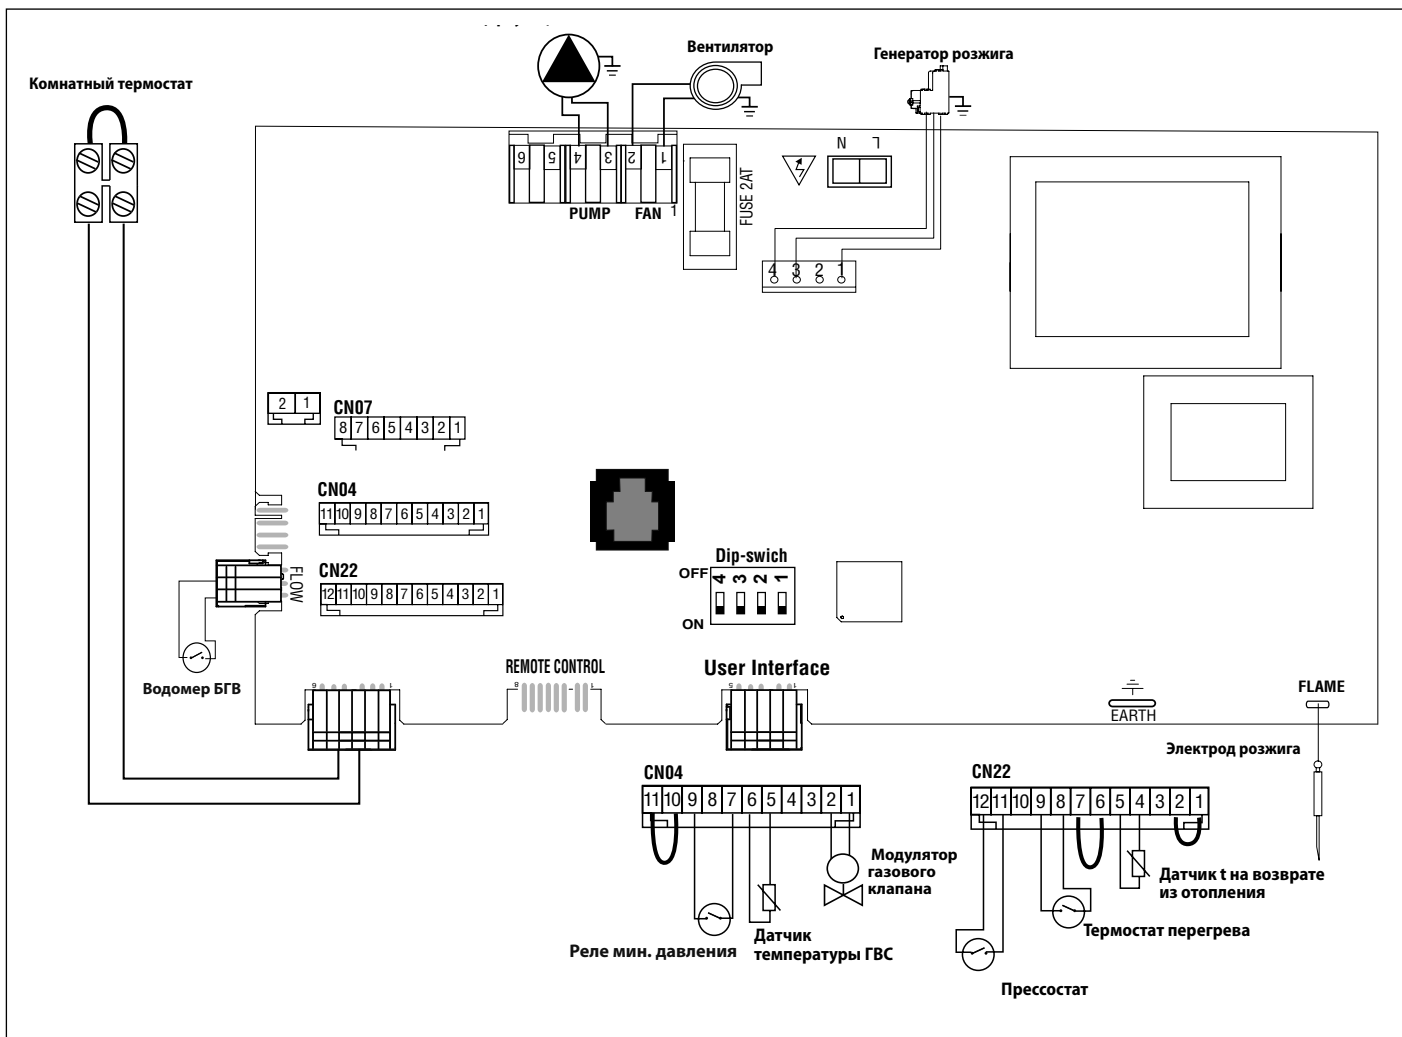 Комнатный термостат
Вентилятор
Генератор розжига
6 5 4 3 2 1
PUMP FAN 1
FUSE 2AT
N L
4 3 2 1
2 1
CN07
8 7 6 5 4 3 2 1
CN04
11 10 9 8 7 6 5 4 3 2 1
CN22
12 11 10 9 8 7 6 5 4 3 2 1
FLOW
Водомер БГВ
Dip-swich
OFF
4 3 2 1
ON
REMOTE CONTROL
8 1
User Interface
5 1
6 1
EARTH
FLAME
Электрод розжига
CN04
11 10 9 8 7 6 5 4 3 2 1
Модулятор
газового
клапана
Реле мин. давления
Датчик
температуры ГВС
CN22
12 11 10 9 8 7 6 5 4 3 2 1
Датчик t на возврате
из отопления
Термостат перегрева
Прессостат